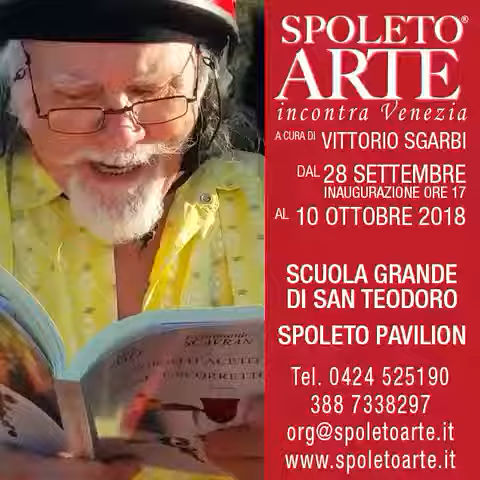 SPOLETO®
ARTE
incontra Venezia
A CURA DI VITTORIO SGARBI
DAL 28 SETTEMBRE
INAUGURAZIONE ORE 17
AL 10 OTTOBRE 2018
SCUOLA GRANDE
DI SAN TEODORO
SPOLETO PAVILION
Tel. 0424 525190
388 7338297
org@spoletoarte.it
www.spoletoarte.it